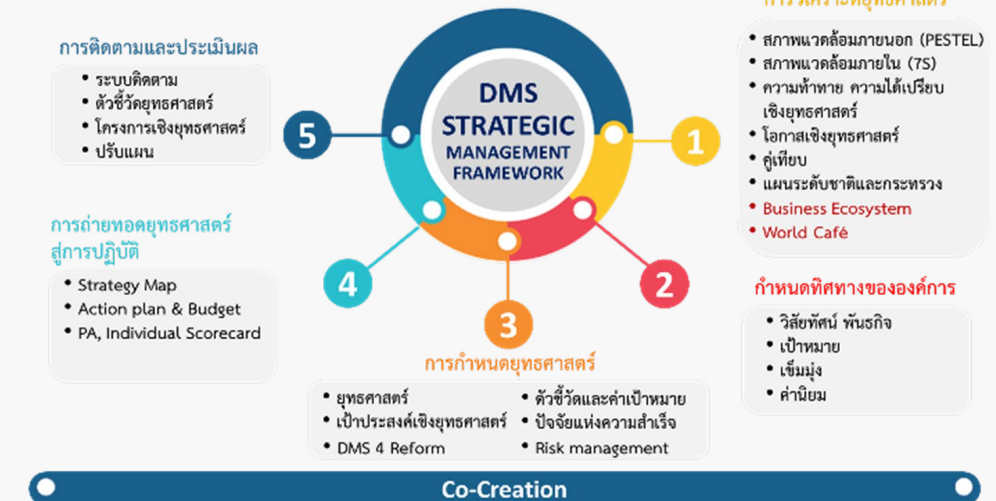 การวิเคราะห์ยุทธศาสตร์
• สภาพแวดล้อมภายนอก (PESTEL)
• สภาพแวดล้อมภายใน (7S)
• ความท้าทาย ความได้เปรียบ
เชิงยุทธศาสตร์
• โอกาสเชิงยุทธศาสตร์
• คู่เทียบ
• แผนระดับชาติและกระทรวง
• Business Ecosystem
• World Café
1
DMS
STRATEGIC
MANAGEMENT
FRAMEWORK
2
กำหนดทิศทางขององค์การ
• วิสัยทัศน์ พันธกิจ
• เป้าหมาย
• เข็มมุ่ง
• ค่านิยม
3
การกำหนดยุทธศาสตร์
• ยุทธศาสตร์
• เป้าประสงค์เชิงยุทธศาสตร์
• DMS 4 Reform
• ตัวชี้วัดและค่าเป้าหมาย
• ปัจจัยแห่งความสำเร็จ
• Risk management
4
การถ่ายทอดยุทธศาสตร์
สู่การปฏิบัติ
• Strategy Map
• Action plan & Budget
• PA, Individual Scorecard
5
การติดตามและประเมินผล
• ระบบติดตาม
• ตัวชี้วัดยุทธศาสตร์
• โครงการเชิงยุทธศาสตร์
• ปรับแผน
Co-Creation